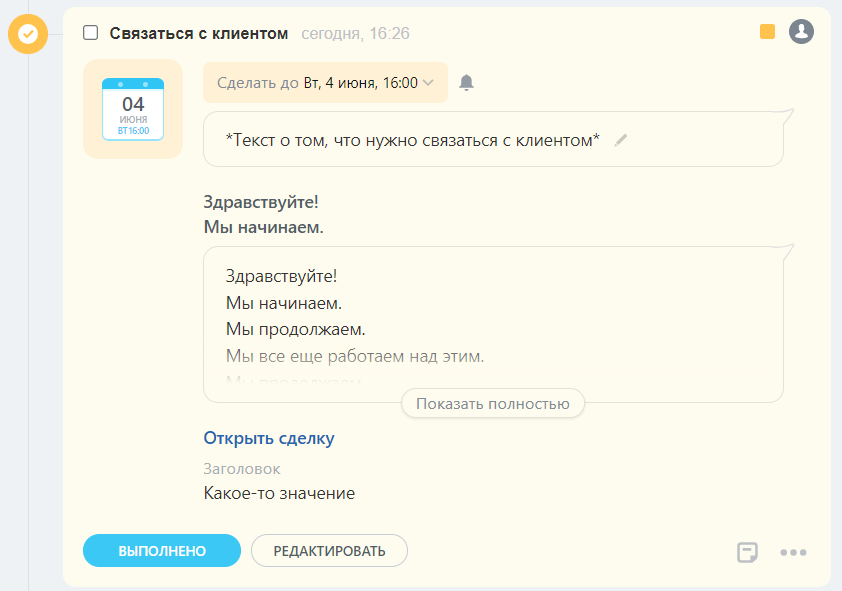 Связаться с клиентом сегодня, 16:26
04
ИЮНЯ
ВТ 16:00
Сделать до Вт, 4 июня, 16:00
*Текст о том, что нужно связаться с клиентом*
Здравствуйте!
Мы начинаем.
Здравствуйте!
Мы начинаем.
Мы продолжаем.
Мы все еще работаем над этим.
Мы продолжаем.
Показать полностью
Открыть сделку
Заголовок
Какое-то значение
ВЫПОЛНЕНО
РЕДАКТИРОВАТЬ